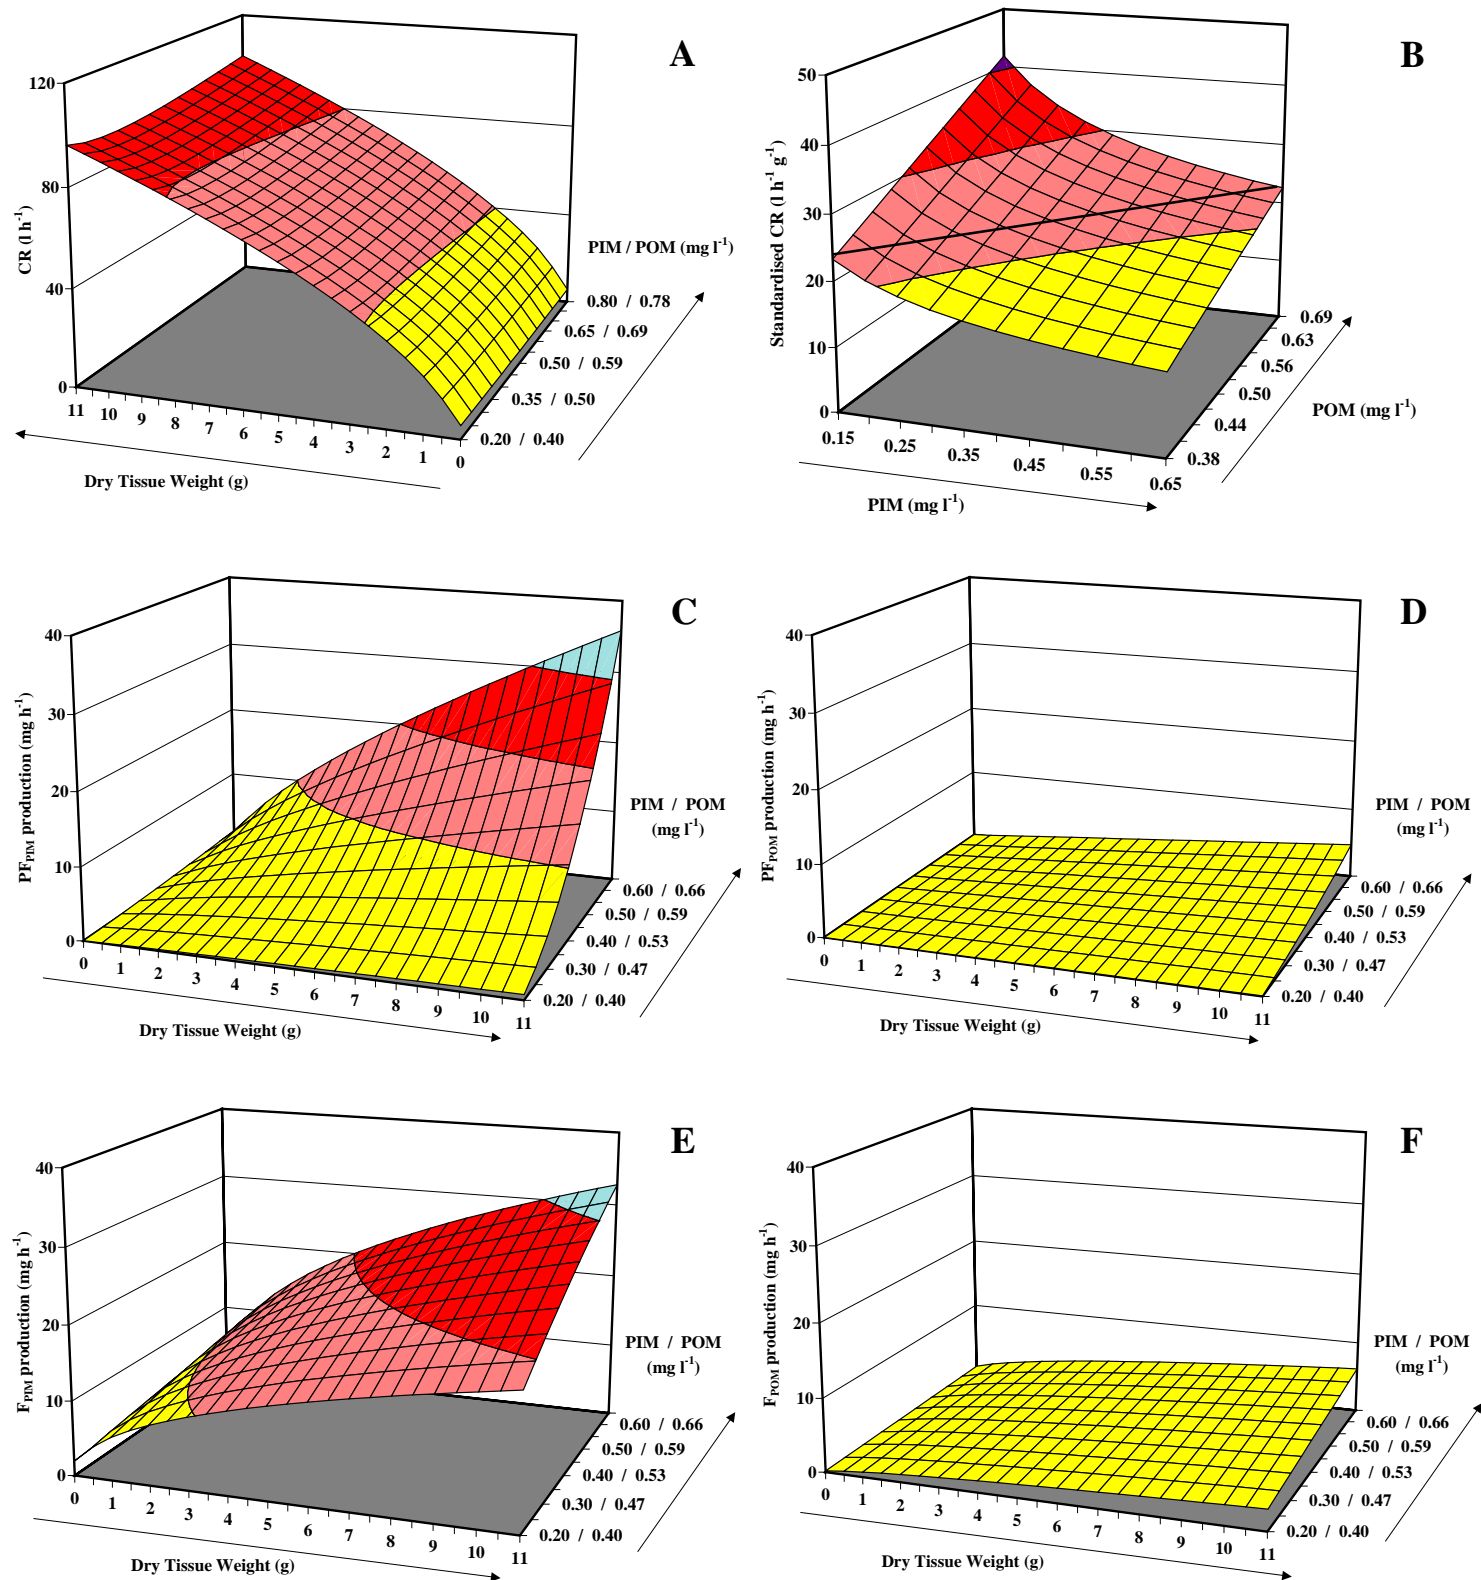 A
120
80
40
0
CR (l h-1)
11 10 9 8 7 6 5 4 3 2 1 0
Dry Tissue Weight (g)
PIM / POM (mg l-1)
0.80 / 0.78
0.65 / 0.69
0.50 / 0.59
0.35 / 0.50
0.20 / 0.40
B
50
40
30
20
10
0
Standardised CR (l h-1 g-1)
0.15 0.25 0.35 0.45 0.55 0.65
PIM (mg l-1)
0.69
0.63
0.56
0.50
0.44
0.38
POM (mg l-1)
C
40
30
20
10
0
PFPIM production (mg h-1)
0 1 2 3 4 5 6 7 8 9 10 11
Dry Tissue Weight (g)
PIM / POM
(mg l-1)
0.60 / 0.66
0.50 / 0.59
0.40 / 0.53
0.30 / 0.47
0.20 / 0.40
D
40
30
20
10
0
PFPOM production (mg h-1)
0 1 2 3 4 5 6 7 8 9 10 11
Dry Tissue Weight (g)
PIM / POM
(mg l-1)
0.60 / 0.66
0.50 / 0.59
0.40 / 0.53
0.30 / 0.47
0.20 / 0.40
E
40
30
20
10
0
FPIM production (mg h-1)
0 1 2 3 4 5 6 7 8 9 10 11
Dry Tissue Weight (g)
PIM / POM
(mg l-1)
0.60 / 0.66
0.50 / 0.59
0.40 / 0.53
0.30 / 0.47
0.20 / 0.40
F
40
30
20
10
0
FPOM production (mg h-1)
0 1 2 3 4 5 6 7 8 9 10 11
Dry Tissue Weight (g)
PIM / POM
(mg l-1)
0.60 / 0.66
0.50 / 0.59
0.40 / 0.53
0.30 / 0.47
0.20 / 0.40